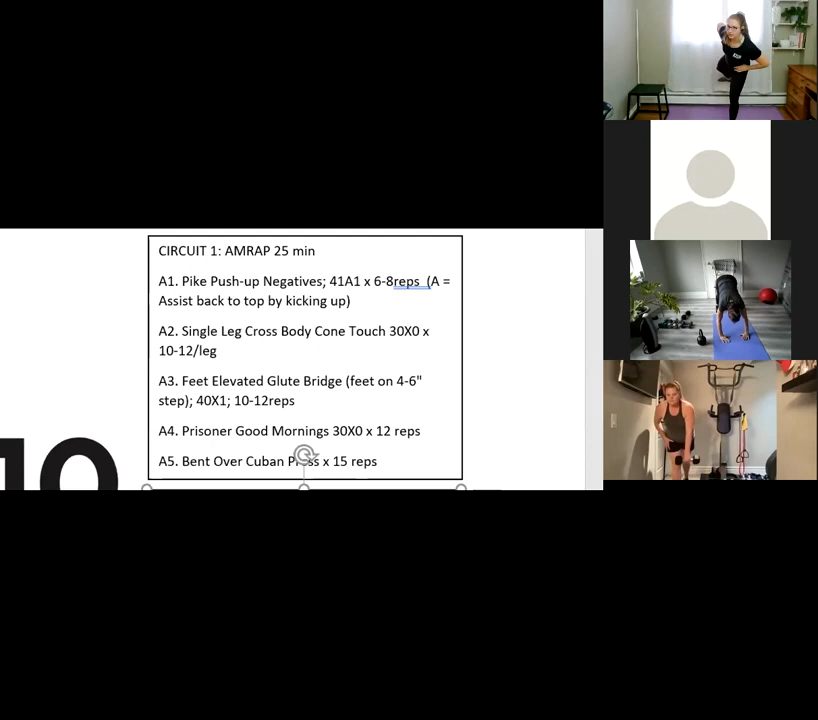 CIRCUIT 1: AMRAP 25 min
A1. Pike Push-up Negatives; 41A1 x 6-8reps (A =
Assist back to top by kicking up)
A2. Single Leg Cross Body Cone Touch 30X0 x
10-12/leg
A3. Feet Elevated Glute Bridge (feet on 4-6"
step); 40X1; 10-12reps
A4. Prisoner Good Mornings 30X0 x 12 reps
A5. Bent Over Cuban Press x 15 reps
10